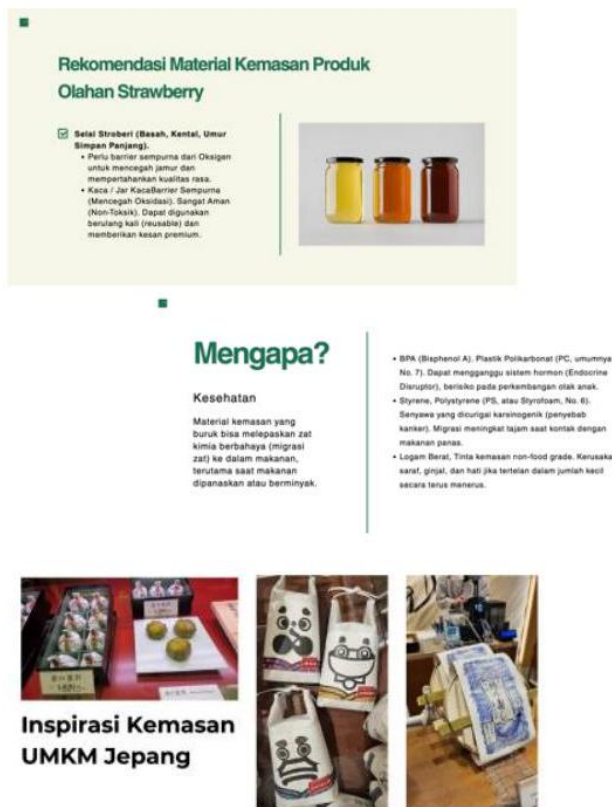 Rekomendasi Material Kemasan Produk
Olahan Strawberry
Selai Stroberi (Basah, Kental, Umur
Simpan Panjang).
• Perlu barrier sempurna dari Oksigen
untuk mencegah jamur dan
mempertahankan kualitas rasa.
• Kaca / Jar KacaBarrier Sempurna
(Mencegah Oksidasi). Sangat Aman
(Non-Toksik). Dapat digunakan
berulang kali (reusable) dan
memberikan kesan premium.
Mengapa?
Kesehatan
Material kemasan yang
buruk bisa melepaskan zat
kimia berbahaya (migrasi
zat) ke dalam makanan,
terutama saat makanan
dipanaskan atau berminyak.
• BPA (Bisphenol A). Plastik Polikarbonat (PC, umumnya
No. 7). Dapat mengganggu sistem hormon (Endocrine
Disruptor), berisiko pada perkembangan otak anak.
• Styrene, Polystyrene (PS, atau Styrofoam, No. 6).
Senyawa yang dicurigai karsinogenik (penyebab
kanker). Migrasi meningkat tajam saat kontak dengan
makanan panas.
• Logam Berat, Tinta kemasan non-food grade. Kerusaka
saraf, ginjal, dan hati jika tertelan dalam jumlah kecil
secara terus menerus.
Inspirasi Kemasan
UMKM Jepang